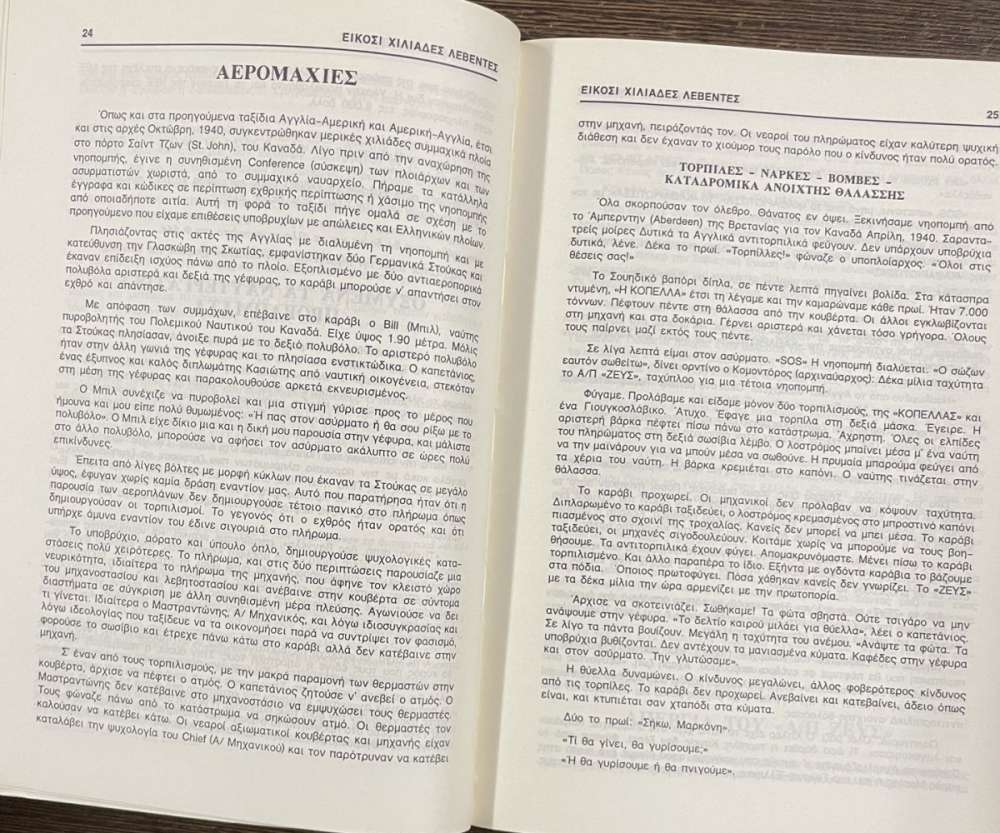 24
ΕΙΚΟΣΙ ΧΙΛΙΑΔΕΣ ΛΕΒΕΝΤΕΣ
ΑΕΡΟΜΑΧΙΕΣ
Όπως και στα προηγούμενα ταξίδια Αγγλία-Αμερική και Αμερική-Αγγλία, έτσι
και στις αρχές Οκτώβρη, 1940, συγκεντρώθηκαν μερικές χιλιάδες συμμαχικά πλοία
στο πόρτο Σαίντ Τζων (St. John), του Καναδά. Λίγο πριν από την αναχώρηση της
νηοπομπής, έγινε η συνηθισμένη Conference (σύσκεψη) των πλοιάρχων και των
ασυρματιστών χωριστά, από το συμμαχικό ναυαρχείο. Πήραμε τα κατάλληλα
έγγραφα και κώδικες σε περίπτωση εχθρικής περίπτωσης ή χάσιμο της νηοπομπής
από οποιαδήποτε αιτία. Αυτή τη φορά το ταξίδι πήγε ομαλά σε σχέση με το
προηγούμενο που είχαμε επιθέσεις υποβρυχίων με απώλειες και Ελληνικών πλοίων.
Πλησιάζοντας στις ακτές της Αγγλίας με διαλυμένη τη νηοπομπή και με
κατεύθυνση την Γλασκώβη της Σκωτίας, εμφανίστηκαν δύο Γερμανικά Στούκας και
έκαναν επίδειξη ισχύος πάνω από το πλοίο. Εξοπλισμένο με δύο αντιαεροπορικά
πολυβόλα αριστερά και δεξιά της γέφυρας, το καράβι μπορούσε ν' απαντήσει στον
εχθρό και απάντησε.
Με απόφαση των συμμάχων, επέβαινε στο καράβι ο Bill (Μπιλ), ναύτης
πυροβολητής του Πολεμικού Ναυτικού του Καναδά. Είχε ύψος 1.90 μέτρα. Μόλις
τα Στούκας πλησίασαν, άνοιξε πυρά με το δεξιό πολυβόλο. Το αριστερό πολυβόλο
ήταν στην άλλη γωνιά της γέφυρας και το πλησίασα ενστικτώδικα. Ο καπετάνιος
ένας έξυπνος και καλός διπλωμάτης Κασιώτης από ναυτική οικογένεια, στεκόταν
στη μέση της γέφυρας και παρακολουθούσε αρκετά εκνευρισμένος.
Ο Μπιλ συνέχιζε να πυροβολεί και μια στιγμή γύρισε προς το μέρος που
ήμουνα και μου είπε πολύ θυμωμένος: «Ή πας στον ασύρματο ή θα σου ρίξω με το
πολυβόλο». Ο Μπιλ είχε δίκιο μια και η δική μου παρουσία στην γέφυρα, και μάλιστα
στο άλλο πολυβόλο, μπορούσε να αφήσει τον ασύρματο ακάλυπτο σε ώρες πολύ
επικίνδυνες.
Έπειτα από λίγες βόλτες με μορφή κύκλων που έκαναν τα Στούκας σε μεγάλο
ύψος, έφυγαν χωρίς καμία δράση εναντίον μας. Αυτό που παρατήρησα ήταν ότι η
παρουσία των αεροπλάνων δεν δημιουργούσε τέτοιο πανικό στο πλήρωμα όπως
δημιουργούσαν οι τορπιλισμοί. Το γεγονός ότι ο εχθρός ήταν ορατός και ότι
υπήρχε άμυνα εναντίον του έδινε σιγουριά στο πλήρωμα.
Το υποβρύχιο, αόρατο και ύπουλο όπλο, δημιουργούσε ψυχολογικές κατα-
στάσεις πολύ χειρότερες. Το πλήρωμα, και στις δύο περιπτώσεις παρουσίαζε μια
νευρικότητα, ιδιαίτερα το πλήρωμα της μηχανής, που άφηνε τον κλειστό χώρο
του μηχανοστασίου και λεβητοστασίου και ανέβαινε στην κουβέρτα σε σύντομα
διαστήματα σε σύγκριση με άλλη συνηθισμένη μέρα πλεύσης. Αγωνιούσε να δει
τι γίνεται. Ιδιαίτερα ο Μαστραντώνης, Α/ Μηχανικός, και λόγω ιδιοσυγκρασίας και
λόγω ιδεολογίας που ταξίδευε να τα οικονομήσει παρά να συντρίψει τον φασισμό,
φορούσε το σωσίβιο και έτρεχε πάνω κάτω στο καράβι αλλά δεν κατέβαινε στην
μηχανή.
Σ' έναν από τους τορπιλισμούς, με την μακρά παραμονή των θερμαστών στην
κουβέρτα, άρχισε να πέφτει ο ατμός. Ο καπετάνιος ζητούσε ν' ανεβεί ο ατμός. Ο
Μαστραντώνης δεν κατέβαινε στο μηχανοστάσιο να εμψυχώσει τους θερμαστές.
Τους φώναζε πάνω από το κατάστρωμα να σηκώσουν ατμό. Οι θερμαστές τον
καλούσαν να κατέβει κάτω. Οι νεαροί αξιωματικοί κουβέρτας και μηχανής είχαν
καταλάβει την ψυχολογία του Chief (Α/ Μηχανικού) και τον παρότρυναν να κατέβει
ΕΙΚΟΣΙ ΧΙΛΙΑΔΕΣ ΛΕΒΕΝΤΕΣ
25
στην μηχανή, πειράζοντάς τον. Οι νεαροί του πληρώματος είχαν καλύτερη ψυχική
διάθεση και δεν έχαναν το χιούμορ τους παρόλο που ο κίνδυνος ήταν πολύ ορατός.
ΤΟΡΠΙΛΕΣ - ΝΑΡΚΕΣ - ΒΟΜΒΕΣ -
ΚΑΤΑΔΡΟΜΙΚΑ ΑΝΟΙΧΤΗΣ ΘΑΛΑΣΣΗΣ
Όλα σκορπούσαν τον όλεθρο. Θάνατος εν όψει. Ξεκινήσαμε νηοπομπή από
το Άμπερντην (Aberdeen) της Βρετανίας για τον Καναδά Απρίλη, 1940. Σαραντα-
τρείς μοίρες Δυτικά τα Αγγλικά αντιτορπιλικά φεύγουν. Δεν υπάρχουν υποβρύχια
δυτικά, λένε. Δέκα το πρωί. «Τορπίλλες!» φώναζε ο υποπλοίαρχος. «Όλοι στις
θέσεις σας!»
Το Σουηδικό βαπόρι δίπλα, σε πέντε λεπτά πηγαίνει βολίδα. Στα κάτασπρα
ντυμένη, «Η ΚΟΠΕΛΛΑ» έτσι τη λέγαμε και την καμαρώναμε κάθε πρωί. Ήταν 7.000
τόννων. Πέφτουν πέντε στη θάλασσα από την κουβέρτα. Οι άλλοι εγκλωβίζονται
στη μηχανή και στα δοκάρια. Γέρνει αριστερά και χάνεται τόσο γρήγορα. Όλους
τους παίρνει μαζί εκτός τους πέντε.
Σε λίγα λεπτά είμαι στον ασύρματο. «SOS» Η νηοπομπή διαλύεται. «Ο σώζων
εαυτόν σωθείτω», δίνει ορντίνο ο Κομοντόρος (αρχιναύαρχος): Δέκα μίλια ταχύτητα
το Α/Π «ΖΕΥΣ», ταχύπλοο για μια τέτοια νηοπομπή.
Φύγαμε. Προλάβαμε και είδαμε μόνον δύο τορπιλισμούς, της «ΚΟΠΕΛΛΑΣ» και
ένα Γιουγκοσλάβικο. Άτυχο. Έφαγε μια τορπίλα στη δεξιά μάσκα. Έγειρε. Η
αριστερή βάρκα πέφτει πίσω πάνω στο κατάστρωμα. Άχρηστη. Όλες οι ελπίδες
του πληρώματος στη δεξιά σωσίβια λέμβο. Ο λοστρόμος μπαίνει μέσα μ' ένα ναύτη
να την μαϊνάρουν για να μπούν μέσα να σωθούνε. Η πρυμαία μπαρούμα φεύγει από
τα χέρια του ναύτη. Η βάρκα κρεμιέται στο καπόνι. Ο ναύτης τινάζεται στην
θάλασσα.
Το καράβι προχωρεί. Οι μηχανικοί δεν πρόλαβαν να κόψουν ταχύτητα.
Διπλαρωμένο το καράβι ταξιδεύει, ο λοστρόμος κρεμασμένος στο μπροστινό καπόνι
πιασμένος στο σχοινί της τροχαλίας. Κανείς δεν μπορεί να μπει μέσα. Το καράβι
ταξιδεύει, οι μηχανές σιγοδουλεύουν. Κοιτάμε χωρίς να μπορούμε να τους βοη-
θήσουμε. Τα αντιτορπιλικά έχουν φύγει. Απομακρυνόμαστε. Μένει πίσω το καράβι
τορπιλισμένο. Και άλλο παραπέρα το ίδιο. Εξήντα με ογδόντα καράβια το βάζουμε
στα πόδια. Όποιος πρωτοφύγει. Πόσα χάθηκαν κανείς δεν γνωρίζει. Το «ΖΕΥΣ»
με τα δέκα μίλια την ώρα αρμενίζει με την πρωτοπορία.
Άρχισε να σκοτεινιάζει. Σωθήκαμε! Τα φώτα σβηστά. Ούτε τσιγάρο να μην
ανάψουμε στην γέφυρα. «Το δελτίο καιρού μιλάει για θύελλα», λέει ο καπετάνιος.
Σε λίγο τα πάντα βουίζουν. Μεγάλη η ταχύτητα του ανέμου. «Ανάψτε τα φώτα. Τα
υποβρύχια βυθίζονται. Δεν αντέχουν τα μανιασμένα κύματα. Καφέδες στην γέφυρα
και στον ασύρματο. Την γλυτώσαμε».
Η θύελλα δυναμώνει. Ο κίνδυνος μεγαλώνει, άλλος φοβερότερος κίνδυνος
από τις τορπίλες. Το καράβι δεν προχωρεί. Ανεβαίνει και κατεβαίνει, άδειο όπως
είναι, και κτυπιέται σαν χταπόδι στα κύματα.
Δύο το πρωί: «Σήκω, Μαρκόνη».
«Τί θα γίνει, θα γυρίσουμε;»
«Ή θα γυρίσουμε ή θα πνιγούμε».